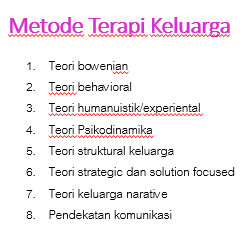 Metode Terapi Keluarga
1. Teori bowenian
2. Teori behavioral
3. Teori humanuistik/experiental
4. Teori Psikodinamika
5. Teori struktural keluarga
6. Teori strategic dan solution focused
7. Teori keluarga narative
8. Pendekatan komunikasi